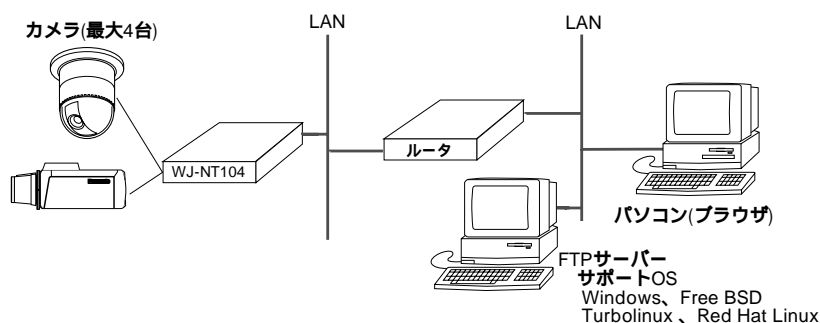 カメラ(最大4台)
LAN
LAN
WJ-NT104
ルータ
パソコン(ブラウザ)
FTPサーバー
サポートOS
Windows、Free BSD
Turbolinux 、Red Hat Linux